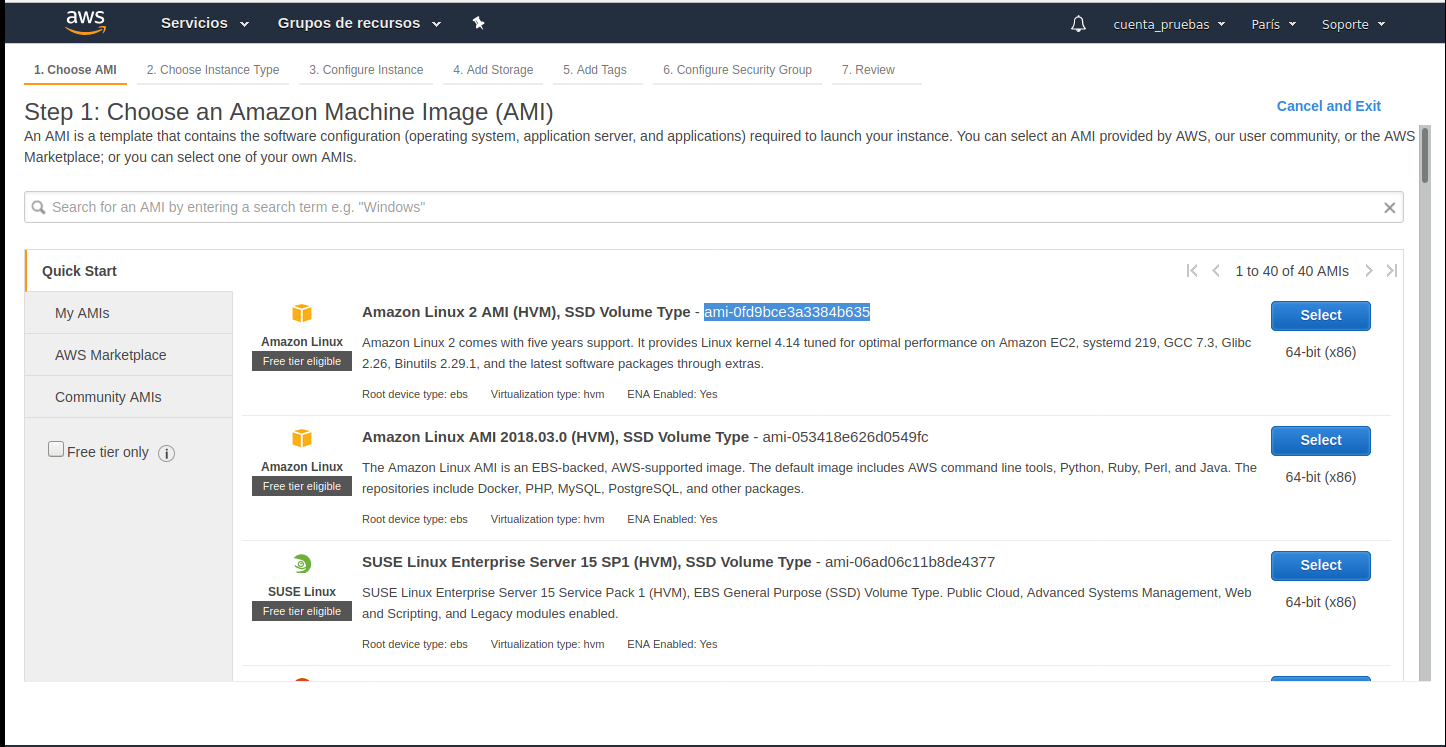 aws Servicios Grupos de recursos cuenta_pruebas París Soporte
1. Choose AMI 2. Choose Instance Type 3. Configure Instance 4. Add Storage 5. Add Tags 6. Configure Security Group 7. Review
Step 1: Choose an Amazon Machine Image (AMI)
Cancel and Exit
An AMI is a template that contains the software configuration (operating system, application server, and applications) required to launch your instance. You can select an AMI provided by AWS, our user community, or the AWS
Marketplace; or you can select one of your own AMIs.
Search for an AMI by entering a search term e.g. "Windows"
Quick Start
1 to 40 of 40 AMIs
My AMIs
AWS Marketplace
Community AMIs
Free tier only
Amazon Linux
Free tier eligible
Amazon Linux 2 AMI (HVM), SSD Volume Type - ami-0fd9bce3a3384b635
Amazon Linux 2 comes with five years support. It provides Linux kernel 4.14 tuned for optimal performance on Amazon EC2, systemd 219, GCC 7.3, Glibc
2.26, Binutils 2.29.1, and the latest software packages through extras.
Root device type: ebs Virtualization type: hvm ENA Enabled: Yes
Select
64-bit (x86)
Amazon Linux
Free tier eligible
Amazon Linux AMI 2018.03.0 (HVM), SSD Volume Type - ami-053418e626d0549fc
The Amazon Linux AMI is an EBS-backed, AWS-supported image. The default image includes AWS command line tools, Python, Ruby, Perl, and Java. The
repositories include Docker, PHP, MySQL, PostgreSQL, and other packages.
Root device type: ebs Virtualization type: hvm ENA Enabled: Yes
Select
64-bit (x86)
SUSE Linux
Free tier eligible
SUSE Linux Enterprise Server 15 SP1 (HVM), SSD Volume Type - ami-06ad06c11b8de4377
SUSE Linux Enterprise Server 15 Service Pack 1 (HVM), EBS General Purpose (SSD) Volume Type. Public Cloud, Advanced Systems Management, Web
and Scripting, and Legacy modules enabled.
Root device type: ebs Virtualization type: hvm ENA Enabled: Yes
Select
64-bit (x86)